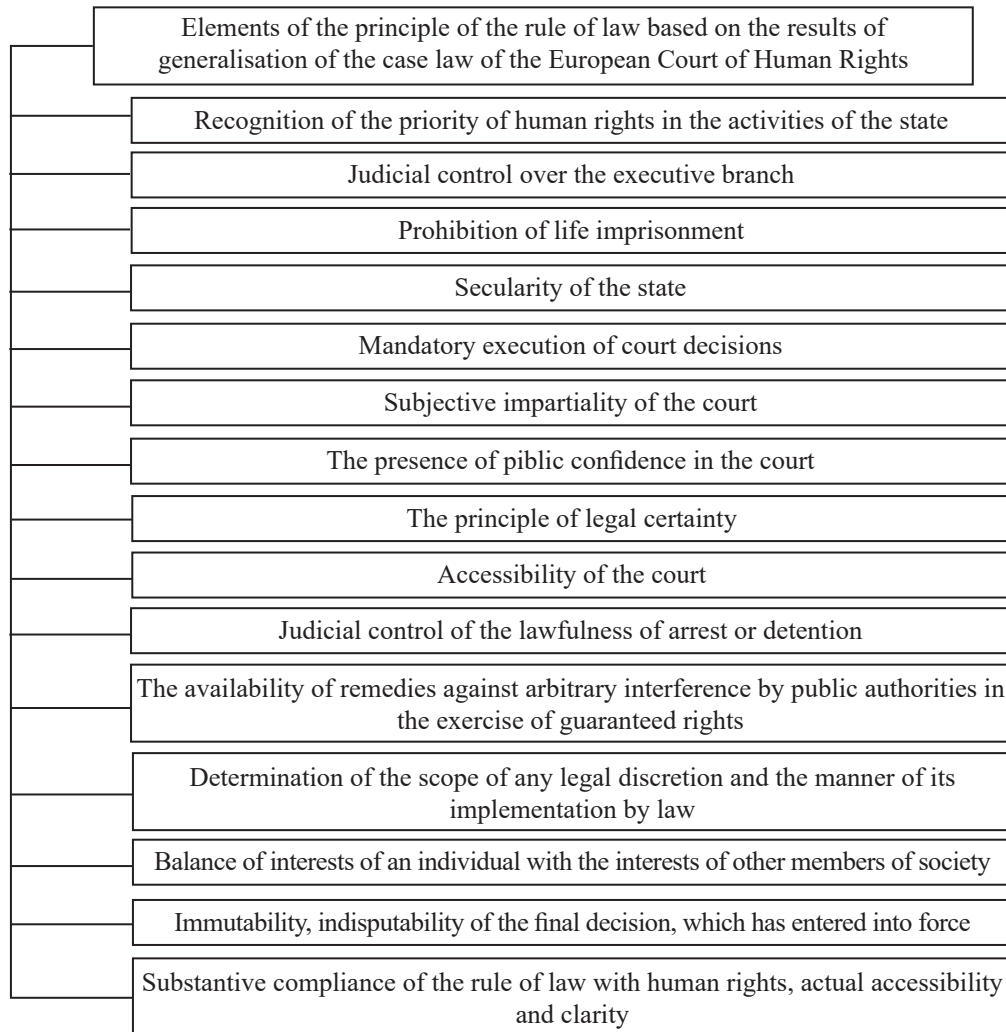 Elements of the principle of the rule of law based on the results of
generalisation of the case law of the European Court of Human Rights
Recognition of the priority of human rights in the activities of the state
Judicial control over the executive branch
Prohibition of life imprisonment
Secularity of the state
Mandatory execution of court decisions
Subjective impartiality of the court
The presence of piblic confidence in the court
The principle of legal certainty
Accessibility of the court
Judicial control of the lawfulness of arrest or detention
The availability of remedies against arbitrary interference by public authorities in
the exercise of guaranteed rights
Determination of the scope of any legal discretion and the manner of its
implementation by law
Balance of interests of an individual with the interests of other members of society
Immutability, indisputability of the final decision, which has entered into force
Substantive compliance of the rule of law with human rights, actual accessibility
and clarity